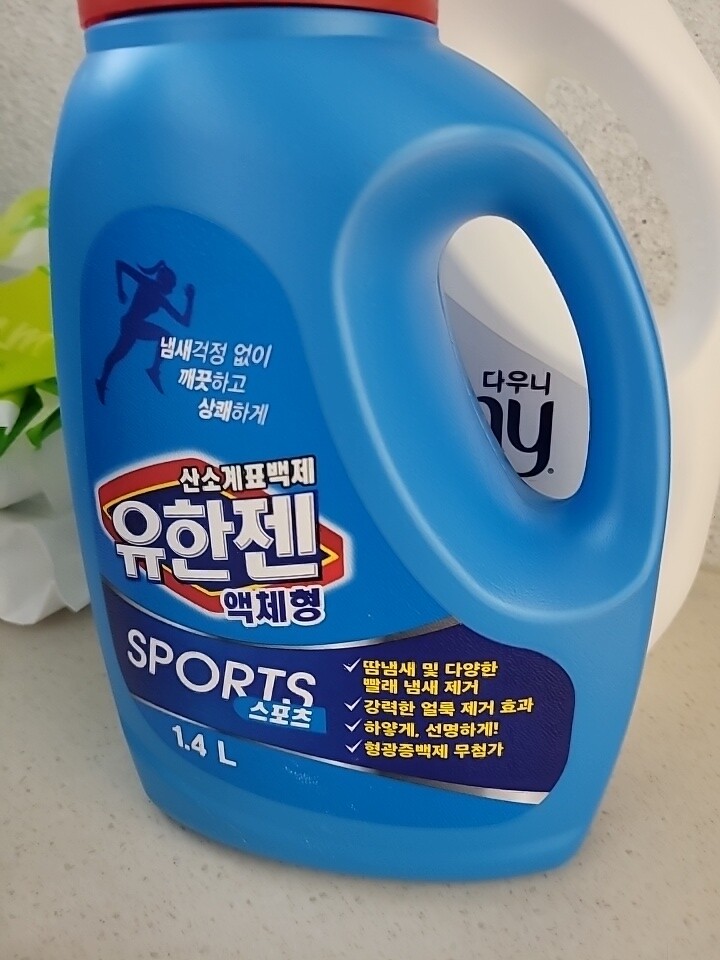 냄새걱정 없이
깨끗하고
상쾌하게
산소계표백제
유한젠
액체형
SPORTS
스포츠
1.4 L
땀냄새 및 다양한
빨래 냄새 제거
강력한 얼룩 제거 효과
하얗게, 선명하게!
형광증백제 무첨가
다우니
ny